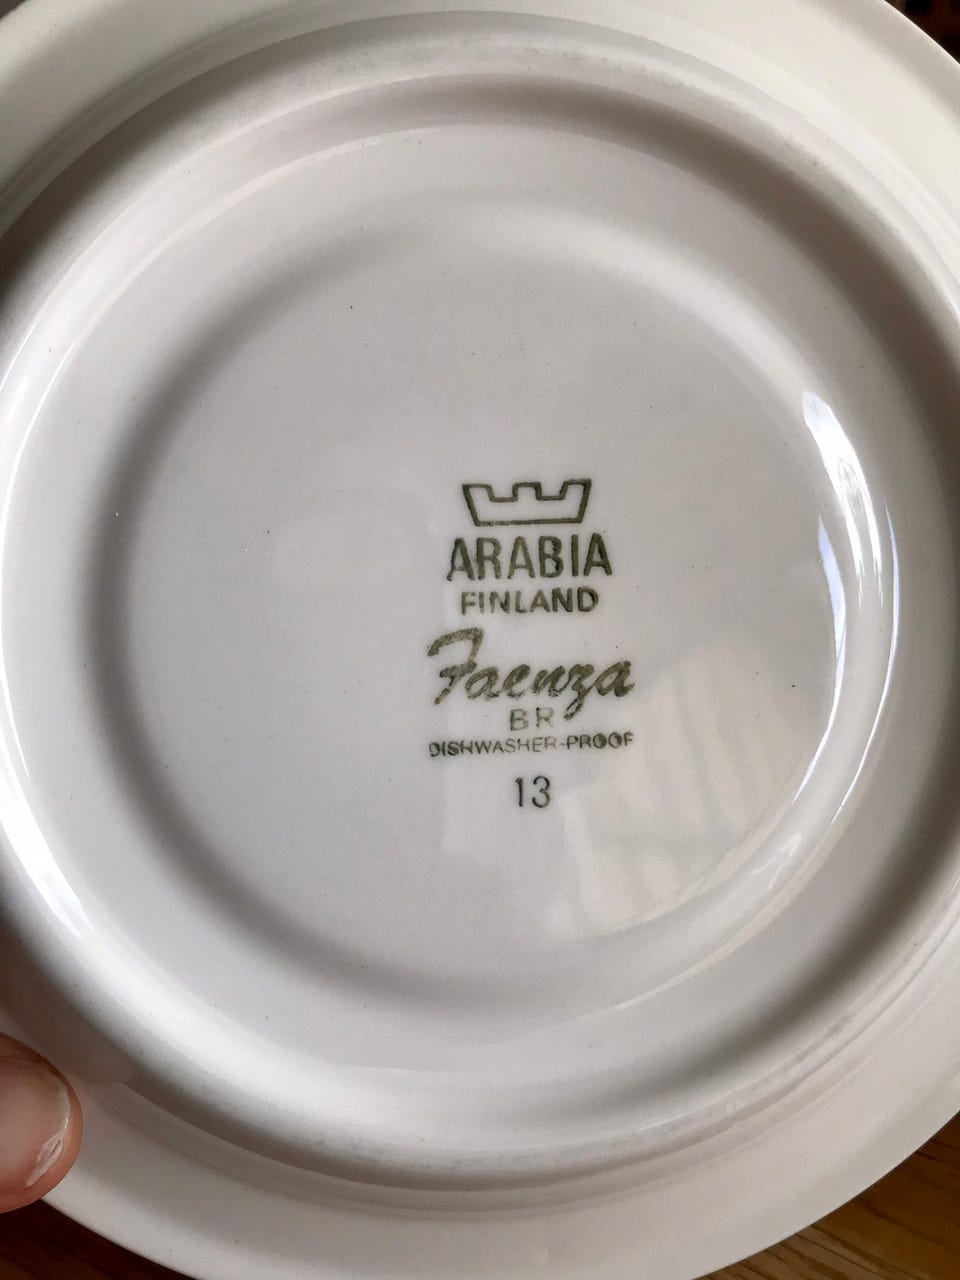 ARABIA
FINLAND
Faenza
BR
DISHWASHER-PROOF
13